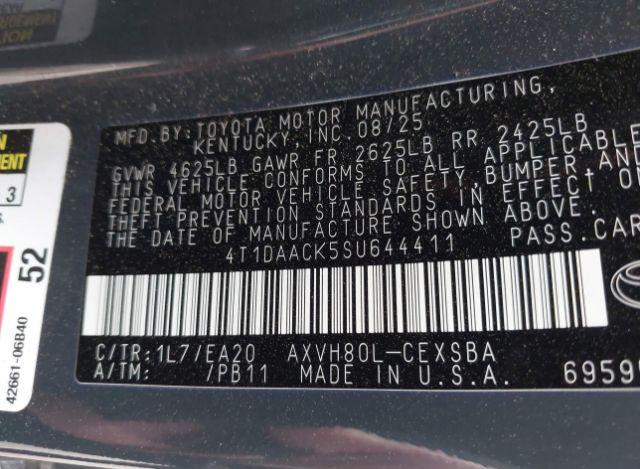 MFD.BY:TOYOTA MOTOR MANUFACTURING,
KENTUCKY,INC.08/25
GVWR 4625LB GAWR FR 2625LB RR 2425LB
THIS VEHICLE CONFORMS TO ALL APPLICABLE
FEDERAL MOTOR VEHICLE SAFETY,BUMPER AND
THEFT PREVENTION STANDARDS IN EFFECT ON
THE DATE OF MANUFACTURE SHOWN ABOVE.
4T1DAACK5SU644411 PASS.CAR
C/TR:1L7/EA20 AXVH80L-CEXSBA
A/TM: /PB11 MADE IN U.S.A.
3
52
42661-06B40